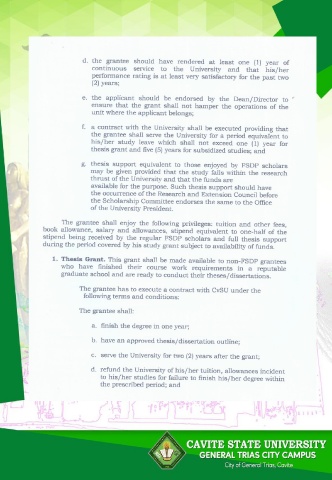 d. the grantee should have rendered at least one (1) year of
continuous service to the University and that his/her
performance rating is at least very satisfactory for the past two
(2) years;
e. the applicant should be endorsed by the Dean/Director to
ensure that the grant shall not hamper the operations of the
unit where the applicant belong;
f. a contract with the University shall be executed providing that
the grantee shall serve the University for a period equivalent to
his/her study leave which shall not exceed one (1) year for
thesis grant and five (5) years for subsidized studies; and
g. thesis support equivalent to those enjoyed by FSDP scholars
may be given provided that the study falls within the research
thrust of the University and that the funds are
available for the purpose. Such thesis support should have
the occurrence of the Research and Extension Council before
the Scholarship Committee endorses the same to the Office
of the University President.
The grantee shall enjoy the following privileges: tuition and other fees,
book allowance, salary and allowances, stipend equivalent to one-half of the
stipend being received by the regular FSDP scholars and full thesis support
during the period covered by his study grant subject to availability of funds.
1. Thesis Grant. This grant shall be made available to non-FSDP grantees
who have finished their course work requirements in a reputable
graduate school and are ready to conduct their theses/dissertations.
The grantee has to execute a contract with CvSU under the
following terms and conditions:
The grantee shall:
a. finish the degree in one year;
b. have an approved thesis/dissertation outline;
c. serve the University for two (2) years after the grant;
d. refund the University of his/her tuition, allowances incident
to his/her studies for failure to finish his/her degree within
the prescribed period; and
CAVITE STATE UNIVERSITY
GENERAL TRIAS CITY CAMPUS
City of General Trias, Cavite